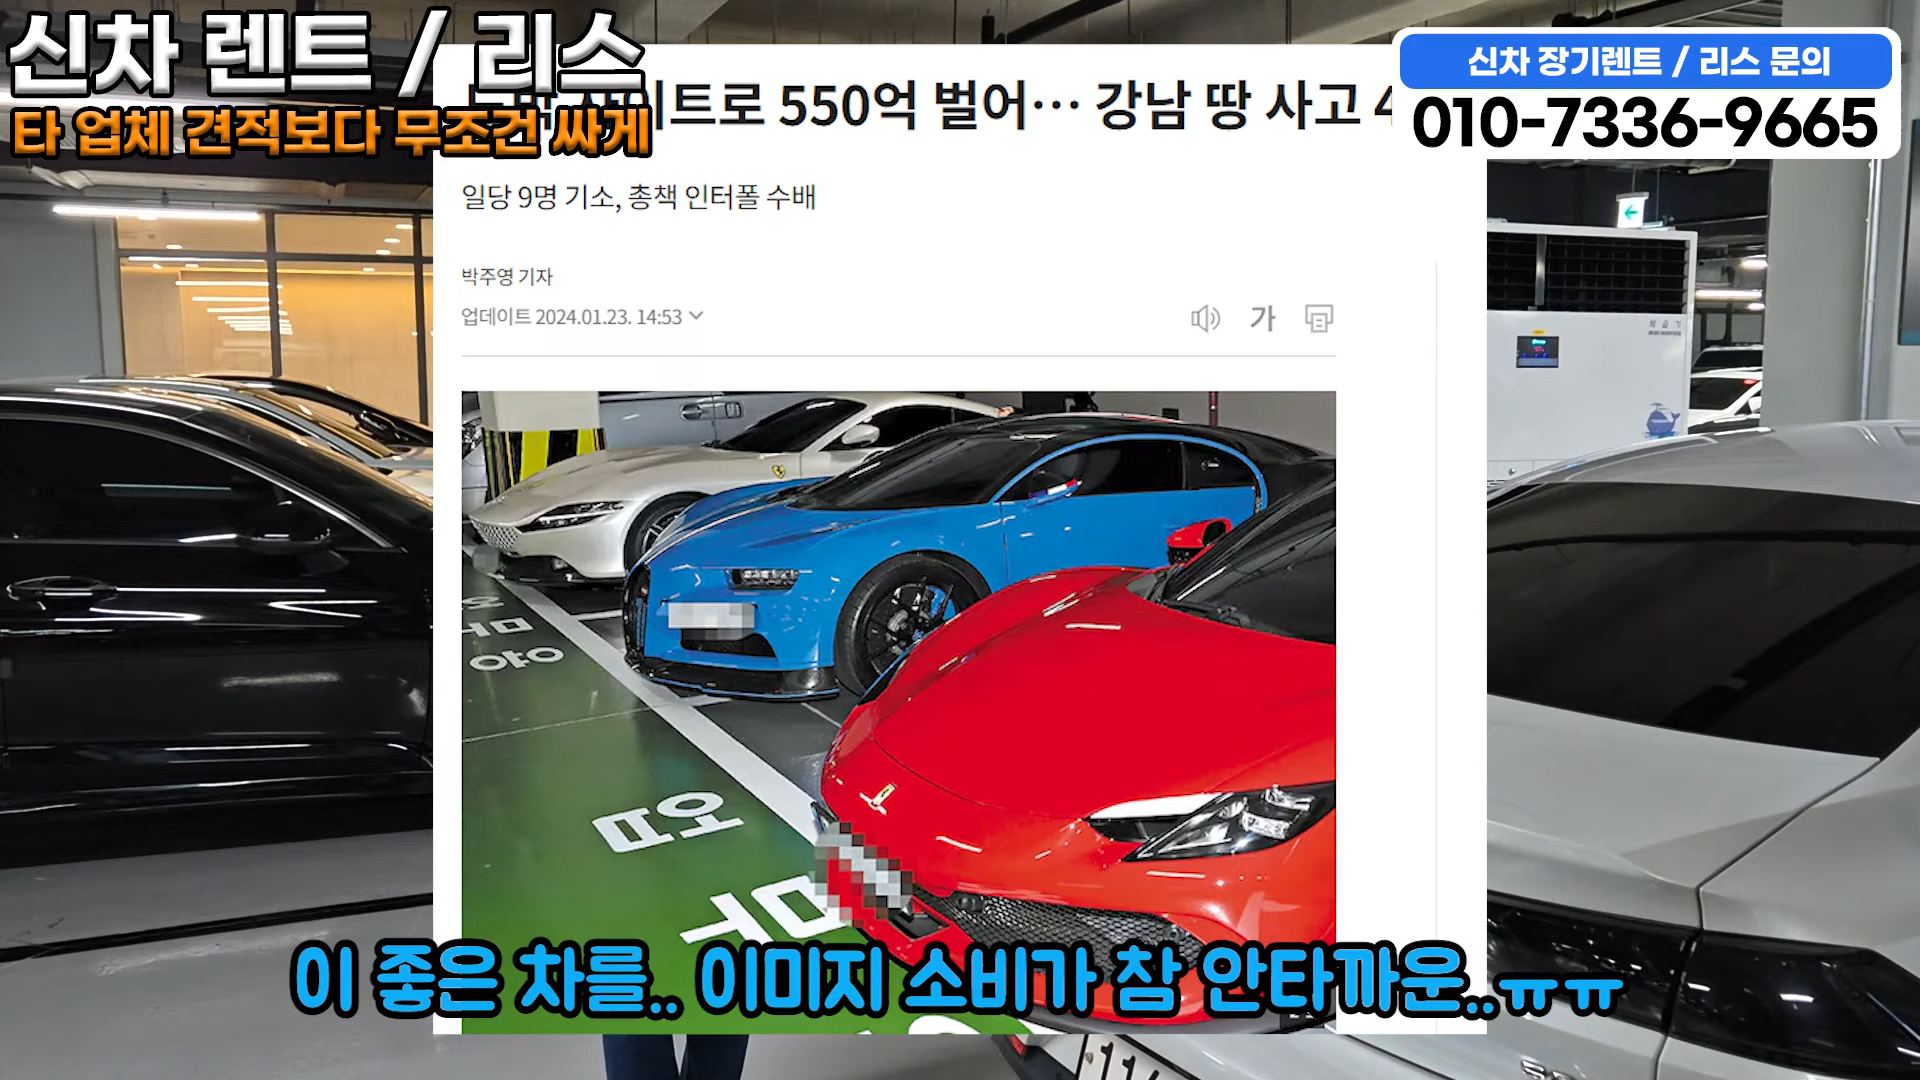 신차 렌트 / 리스
타 업체 견적보다 무조건 싸게
신차 장기렌트 / 리스 문의
010-7336-9665
이트로 550억 벌어… 강남 땅 사고
일당 9명 기소, 총책 인터폴 수배
박주영 기자
업데이트 2024.01.23. 14:53
가
이 좋은 차를.. 이미지 소비가 참 안타까운..ㅠㅠ